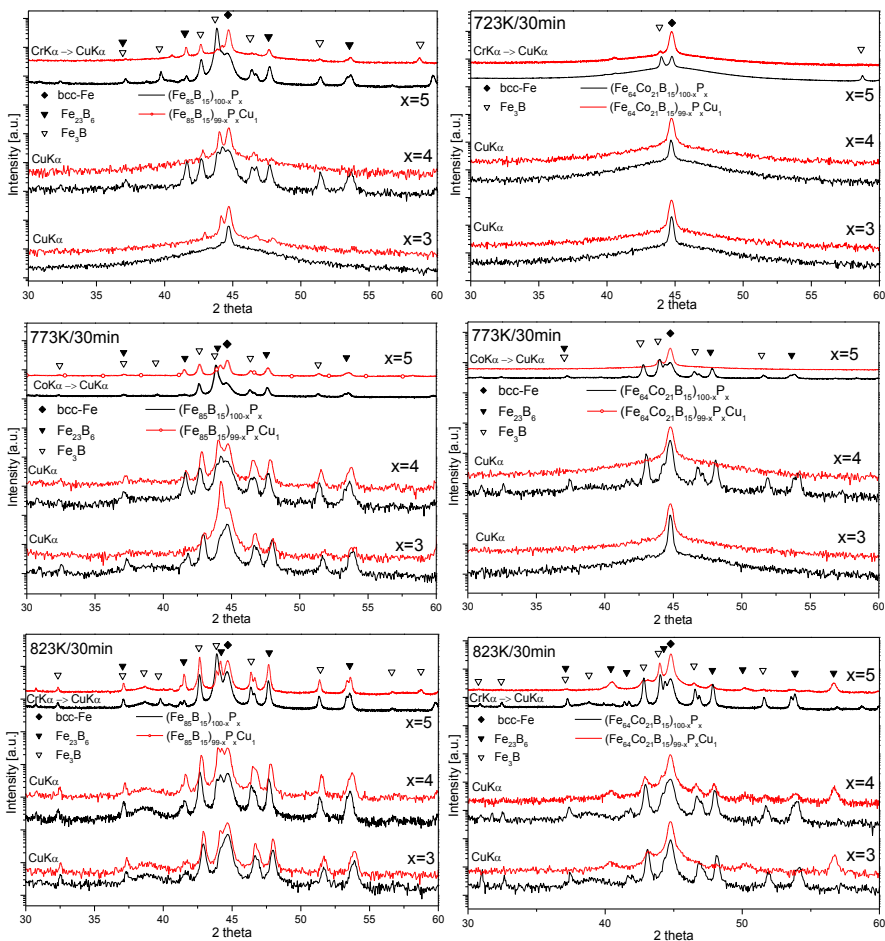 CrKα -> CuKα
bcc-Fe
(Fe85B15)100-xPx
x=5
Fe23B6
(Fe85B15)99-xPxCu1
Fe3B
x=4
CuKα
x=3
CuKα
Intensity [a.u.]
30 35 40 45 50 55 60
2 theta
723K/30min
CrKα -> CuKα
x=5
bcc-Fe
(Fe64Co21B15)100-xPx
Fe3B
(Fe64Co21B15)99-xPxCu1
x=4
CuKα
x=3
CuKα
Intensity [a.u.]
30 35 40 45 50 55 60
2 theta
773K/30min
x=5
CoKα -> CuKα
bcc-Fe
(Fe85B15)100-xPx
Fe23B6
(Fe85B15)99-xPxCu1
Fe3B
CuKα
x=4
CuKα
x=3
Intensity [a.u.]
30 35 40 45 50 55 60
2 theta
773K/30min
x=5
CoKα -> CuKα
bcc-Fe
(Fe64Co21B15)100-xPx
Fe23B6
(Fe64Co21B15)99-xPxCu1
Fe3B
CuKα
x=4
CuKα
x=3
Intensity [a.u.]
30 35 40 45 50 55 60
2 theta
823K/30min
CrKα -> CuKα
x=5
bcc-Fe
(Fe85B15)100-xPx
Fe23B6
(Fe85B15)99-xPxCu1
Fe3B
CuKα
x=4
CuKα
x=3
Intensity [a.u.]
30 35 40 45 50 55 60
2 theta
823K/30min
x=5
CrKα -> CuKα
bcc-Fe
(Fe64Co21B15)100-xPx
Fe23B6
(Fe64Co21B15)99-xPxCu1
Fe3B
x=4
CuKα
x=3
CuKα
Intensity [a.u.]
30 40 50 60
2 theta